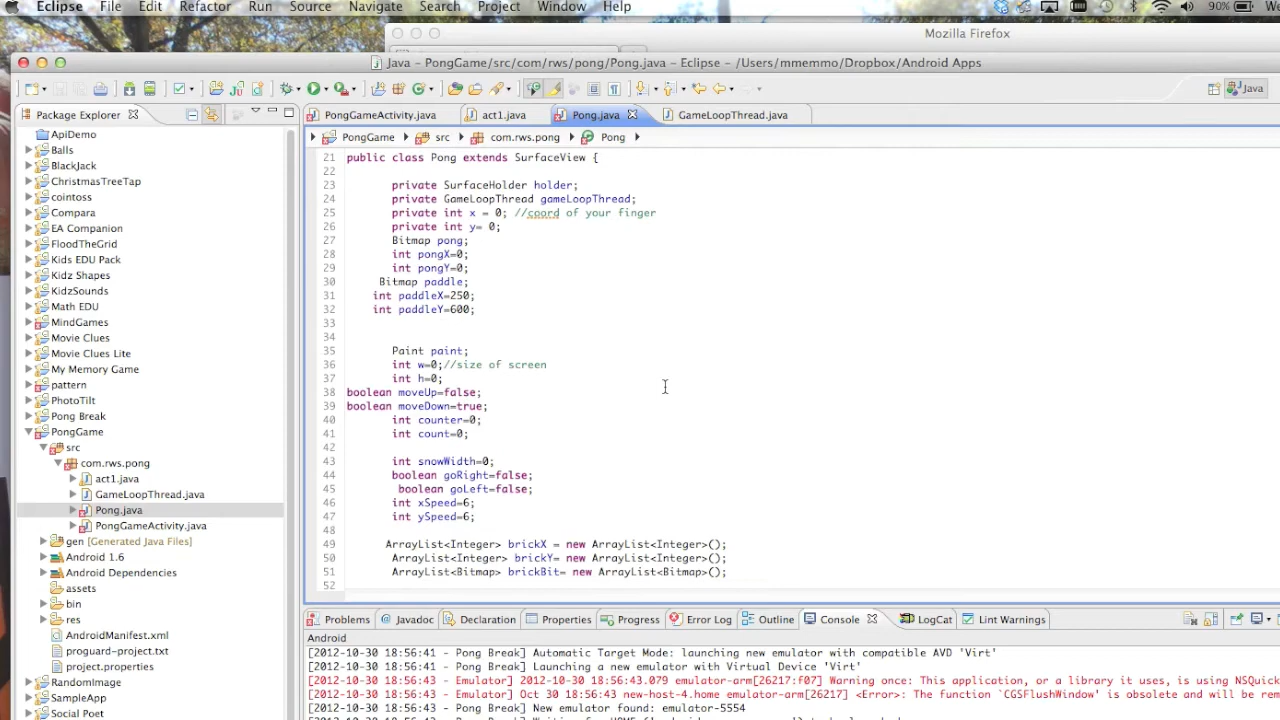 Eclipse File Edit Refactor Run Source Navigate Search Project Window Help 90%
Mozilla Firefox
Java – PongGame/src/com/rws/pong/Pong.java – Eclipse – /Users/mmemmo/Dropbox/Android Apps
Java
Package Explorer
PongGameActivity.java act1.java Pong.java GameLoopThread.java
PongGame src com.rws.pong Pong
ApiDemo
Balls
BlackJack
ChristmasTreeTap
cointoss
Compara
EA Companion
FloodTheGrid
Kids EDU Pack
Kidz Shapes
KidzSounds
Math EDU
MindGames
Movie Clues
Movie Clues Lite
My Memory Game
pattern
PhotoTilt
Pong Break
PongGame
src
com.rws.pong
act1.java
GameLoopThread.java
Pong.java
PongGameActivity.java
gen [Generated Java Files]
Android 1.6
Android Dependencies
assets
bin
res
AndroidManifest.xml
proguard-project.txt
project.properties
RandomImage
SampleApp
Social Poet
21 public class Pong extends SurfaceView {
22
23 private SurfaceHolder holder;
24 private GameLoopThread gameLoopThread;
25 private int x = 0; //coord of your finger
26 private int y= 0;
27 Bitmap pong;
28 int pongX=0;
29 int pongY=0;
30 Bitmap paddle;
31 int paddleX=250;
32 int paddleY=600;
33
34
35 Paint paint;
36 int w=0;//size of screen
37 int h=0;
38 boolean moveUp=false;
39 boolean moveDown=true;
40 int counter=0;
41 int count=0;
42
43 int snowWidth=0;
44 boolean goRight=false;
45 boolean goLeft=false;
46 int xSpeed=6;
47 int ySpeed=6;
48
49 ArrayList<Integer> brickX = new ArrayList<Integer>();
50 ArrayList<Integer> brickY= new ArrayList<Integer>();
51 ArrayList<Bitmap> brickBit= new ArrayList<Bitmap>();
52
Problems Javadoc Declaration Properties Progress Error Log Outline Console LogCat Lint Warnings
Android
[2012-10-30 18:56:41 - Pong Break] Automatic Target Mode: launching new emulator with compatible AVD 'Virt'
[2012-10-30 18:56:41 - Pong Break] Launching a new emulator with Virtual Device 'Virt'
[2012-10-30 18:56:43 - Emulator] 2012-10-30 18:56:43.079 emulator-arm[26217:f07] Warning once: This application, or a library it uses, is using NSQuick
[2012-10-30 18:56:43 - Emulator] Oct 30 18:56:43 new-host-4.home emulator-arm[26217] <Error>: The function `CGSFlushWindow' is obsolete and will be rem
[2012-10-30 18:56:43 - Pong Break] New emulator found: emulator-5554